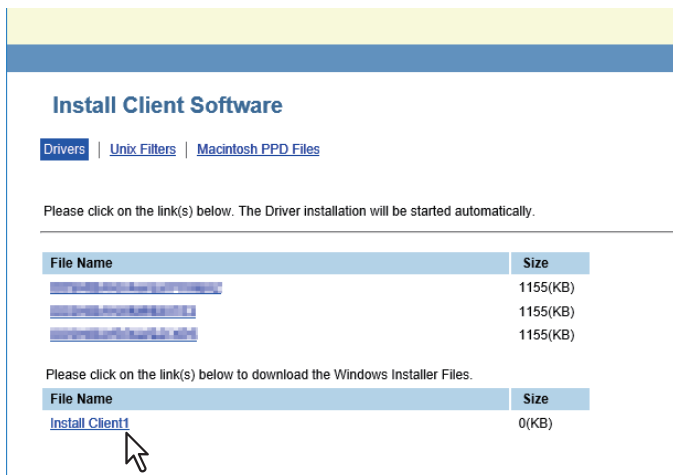 Install Client Software
Drivers | Unix Filters | Macintosh PPD Files
Please click on the link(s) below. The Driver installation will be started automatically.
File Name Size
1155(KB)
1155(KB)
1155(KB)
Please click on the link(s) below to download the Windows Installer Files.
File Name Size
Install Client1 0(KB)